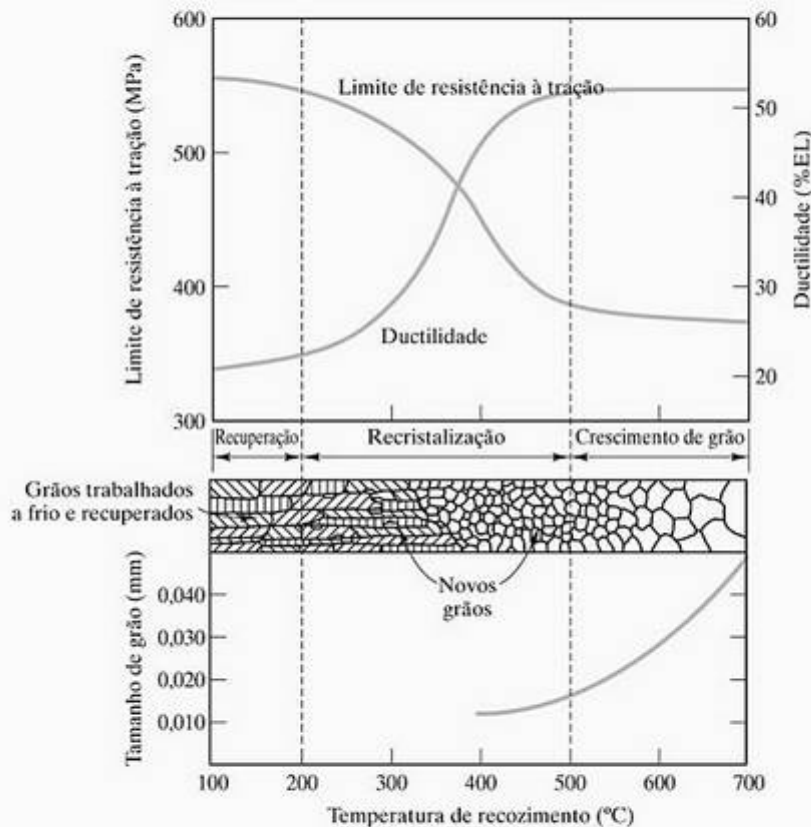 600
500
400
300
Limite de resistência à tração (MPa)
60
50
40
30
20
Ductilidade (%EL)
Limite de resistência à tração
Ductilidade
Recuperação
Recristalização
Crescimento de grão
Grãos trabalhados
a frio e recuperados
Novos
grãos
0,040
0,030
0,020
0,010
Tamanho de grão (mm)
100 200 300 400 500 600 700
Temperatura de recozimento (ºC)